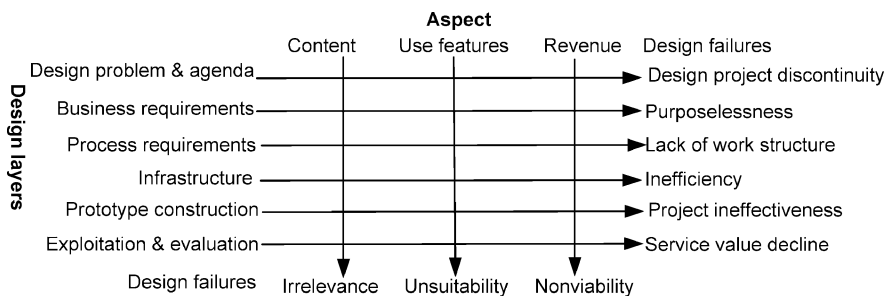 Aspect
Content Use features Revenue Design failures
Design layers
Design problem & agenda Design project discontinuity
Business requirements Purposelessness
Process requirements Lack of work structure
Infrastructure Inefficiency
Prototype construction Project ineffectiveness
Exploitation & evaluation Service value decline
Design failures Irrelevance Unsuitability Nonviability